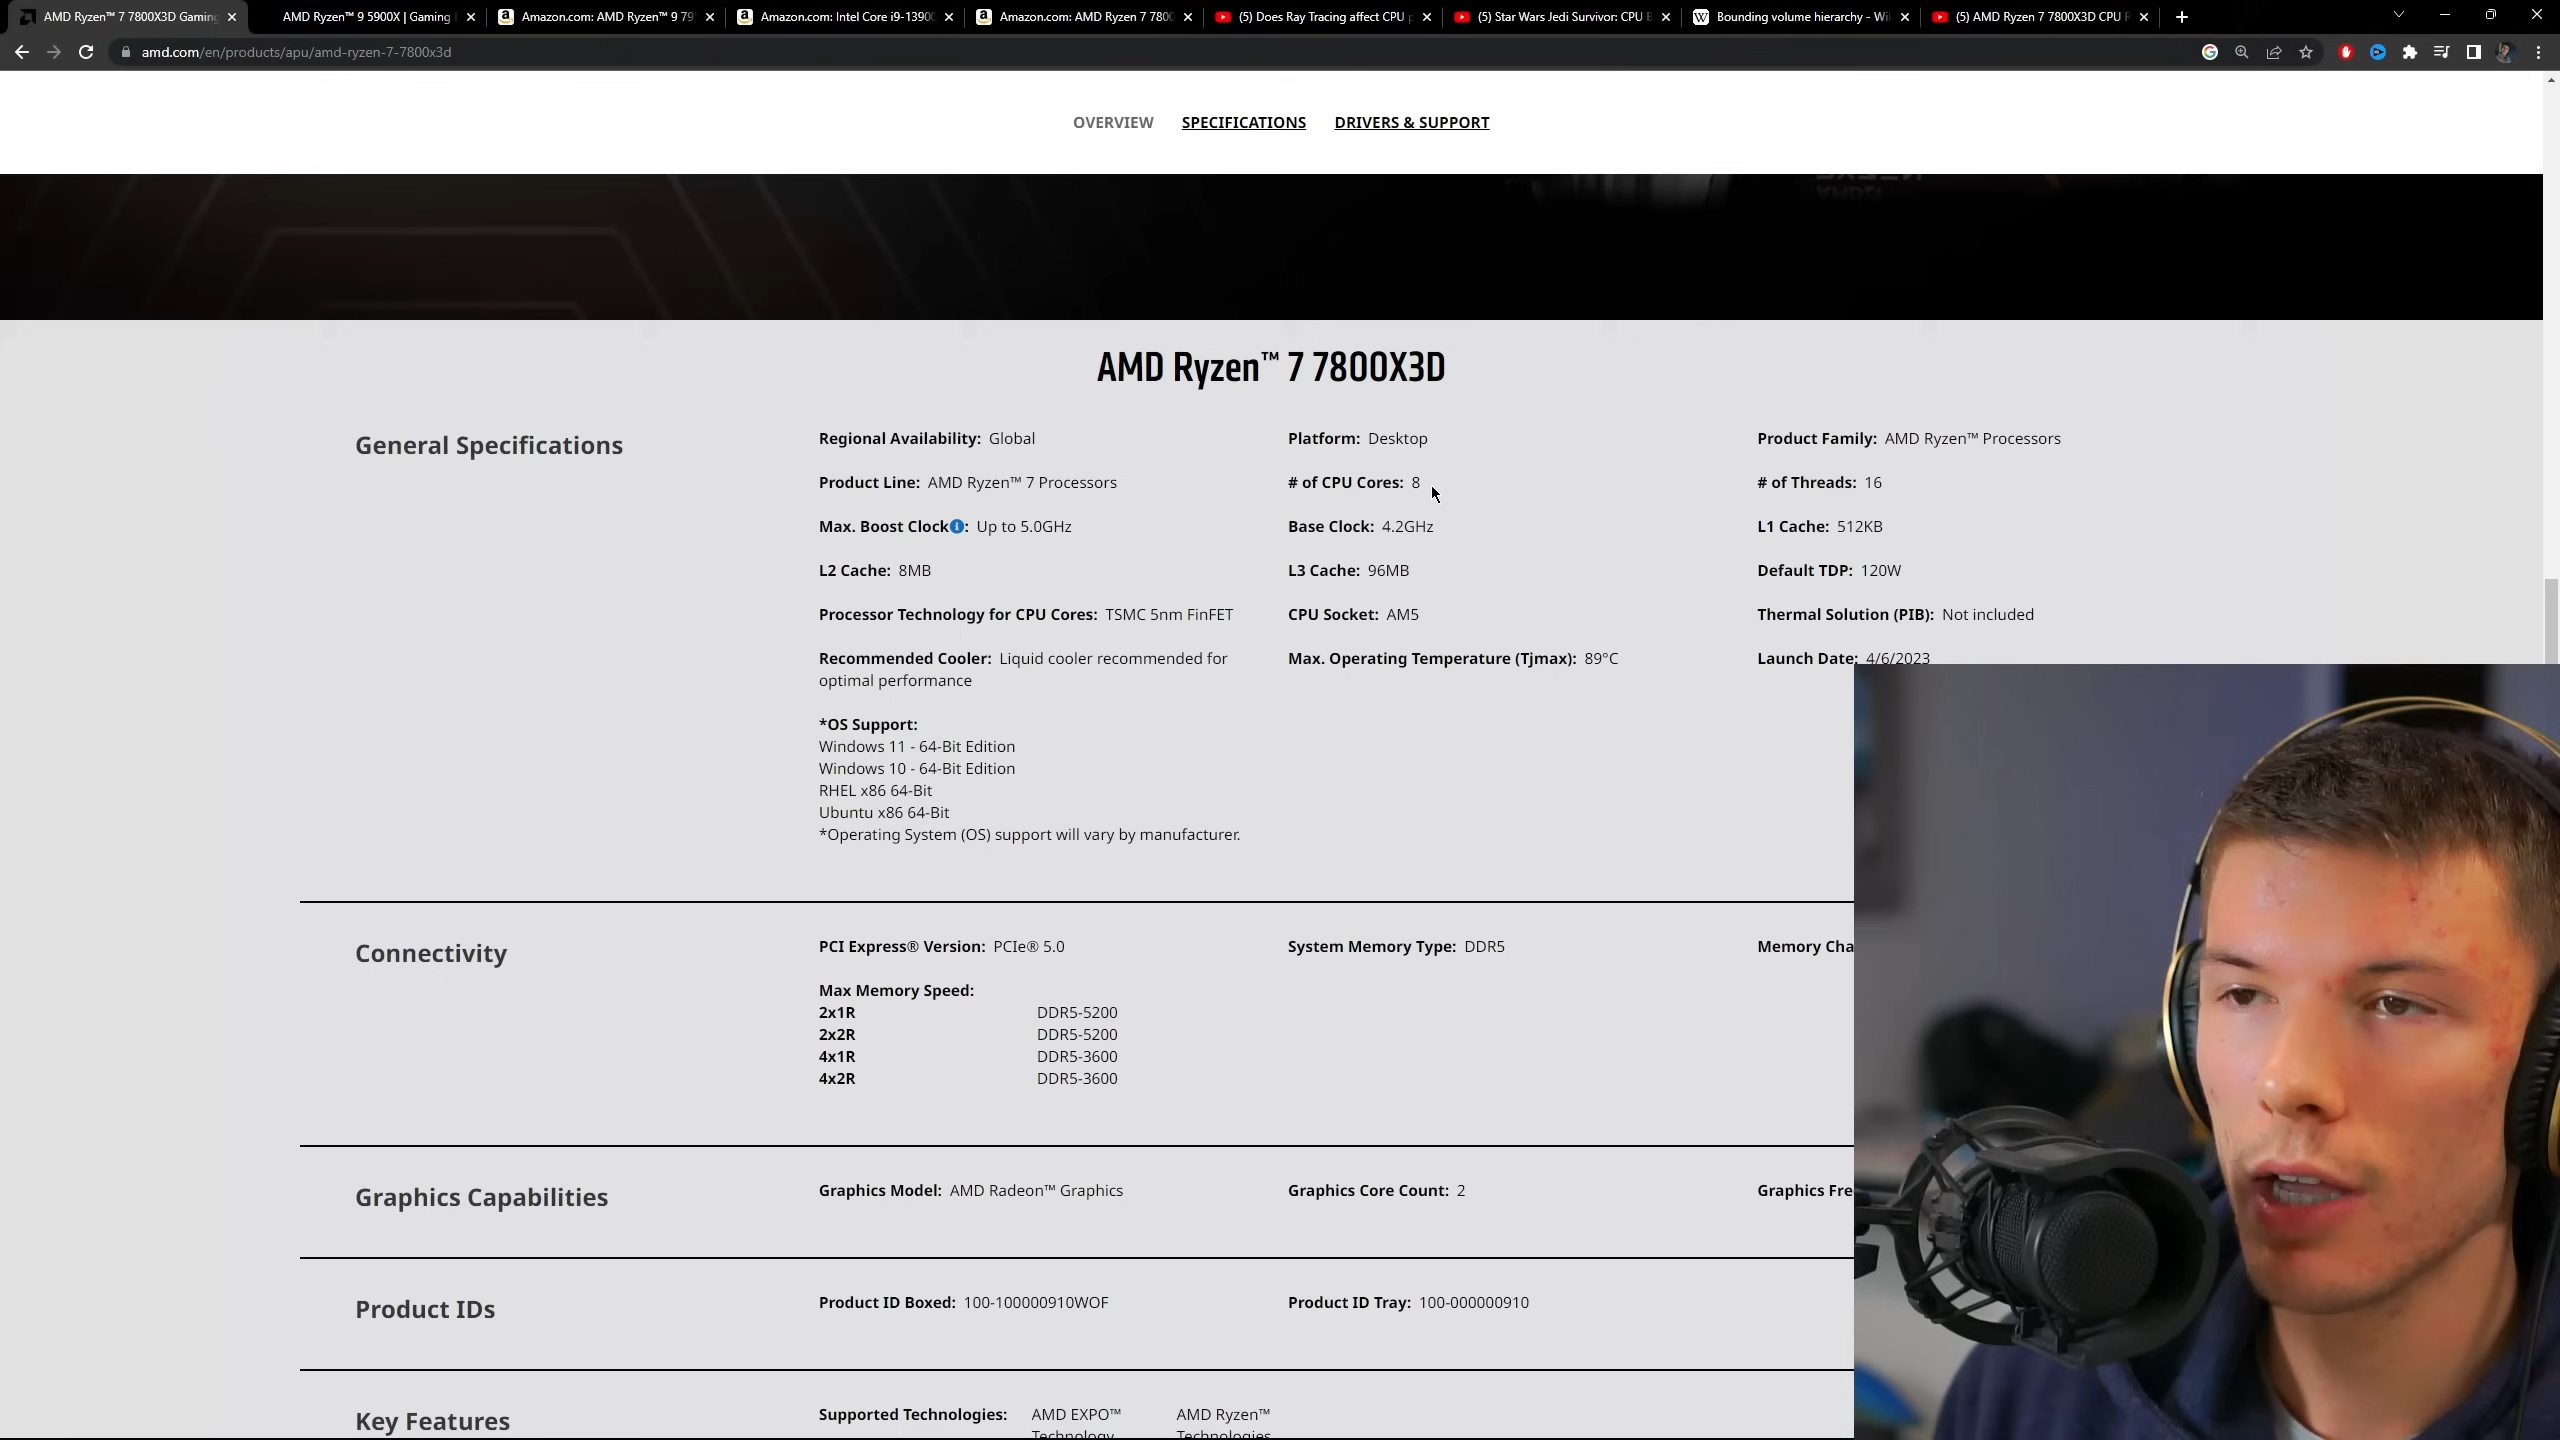 AMD Ryzen™ 7 7800X3D Gaming
AMD Ryzen™ 9 5900X | Gaming
Amazon.com: AMD Ryzen™ 9 79
Amazon.com: Intel Core i9-13900
Amazon.com: AMD Ryzen 7 7800
(5) Does Ray Tracing affect CPU p
(5) Star Wars Jedi Survivor: CPU B
Bounding volume hierarchy - Wi
(5) AMD Ryzen 7 7800X3D CPU R
amd.com/en/products/apu/amd-ryzen-7-7800x3d
OVERVIEW SPECIFICATIONS DRIVERS & SUPPORT
AMD Ryzen™ 7 7800X3D
General Specifications
Regional Availability: Global
Platform: Desktop
Product Family: AMD Ryzen™ Processors
Product Line: AMD Ryzen™ 7 Processors
# of CPU Cores: 8
# of Threads: 16
Max. Boost Clock: Up to 5.0GHz
Base Clock: 4.2GHz
L1 Cache: 512KB
L2 Cache: 8MB
L3 Cache: 96MB
Default TDP: 120W
Processor Technology for CPU Cores: TSMC 5nm FinFET
CPU Socket: AM5
Thermal Solution (PIB): Not included
Recommended Cooler: Liquid cooler recommended for
optimal performance
Max. Operating Temperature (Tjmax): 89°C
Launch Date: 4/6/2023
*OS Support:
Windows 11 - 64-Bit Edition
Windows 10 - 64-Bit Edition
RHEL x86 64-Bit
Ubuntu x86 64-Bit
*Operating System (OS) support will vary by manufacturer.
Connectivity
PCI Express® Version: PCIe® 5.0
System Memory Type: DDR5
Memory Cha
Max Memory Speed:
2x1R DDR5-5200
2x2R DDR5-5200
4x1R DDR5-3600
4x2R DDR5-3600
Graphics Capabilities
Graphics Model: AMD Radeon™ Graphics
Graphics Core Count: 2
Graphics Fre
Product IDs
Product ID Boxed: 100-100000910WOF
Product ID Tray: 100-000000910
Key Features
Supported Technologies:
AMD EXPO™
Technology
AMD Ryzen™
Technologies